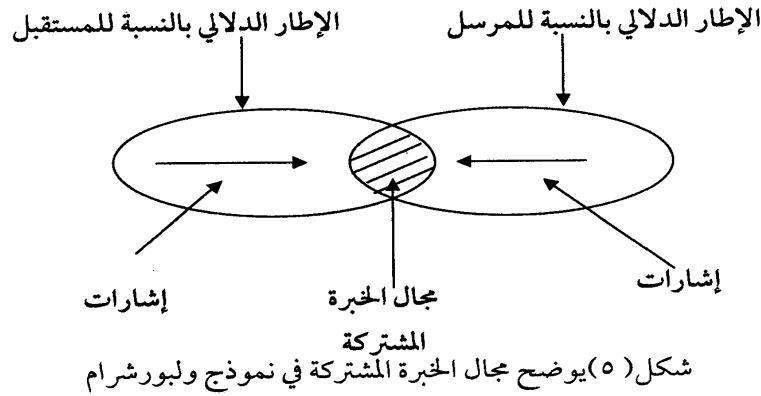 الإطار الدلالي بالنسبة للمرسل
الإطار الدلالي بالنسبة للمستقبل
إشارات
مجال الخبرة
المشتركة
إشارات
شكل( ٥)يوضح مجال الخبرة المشتركة في نموذج ولبورشرام